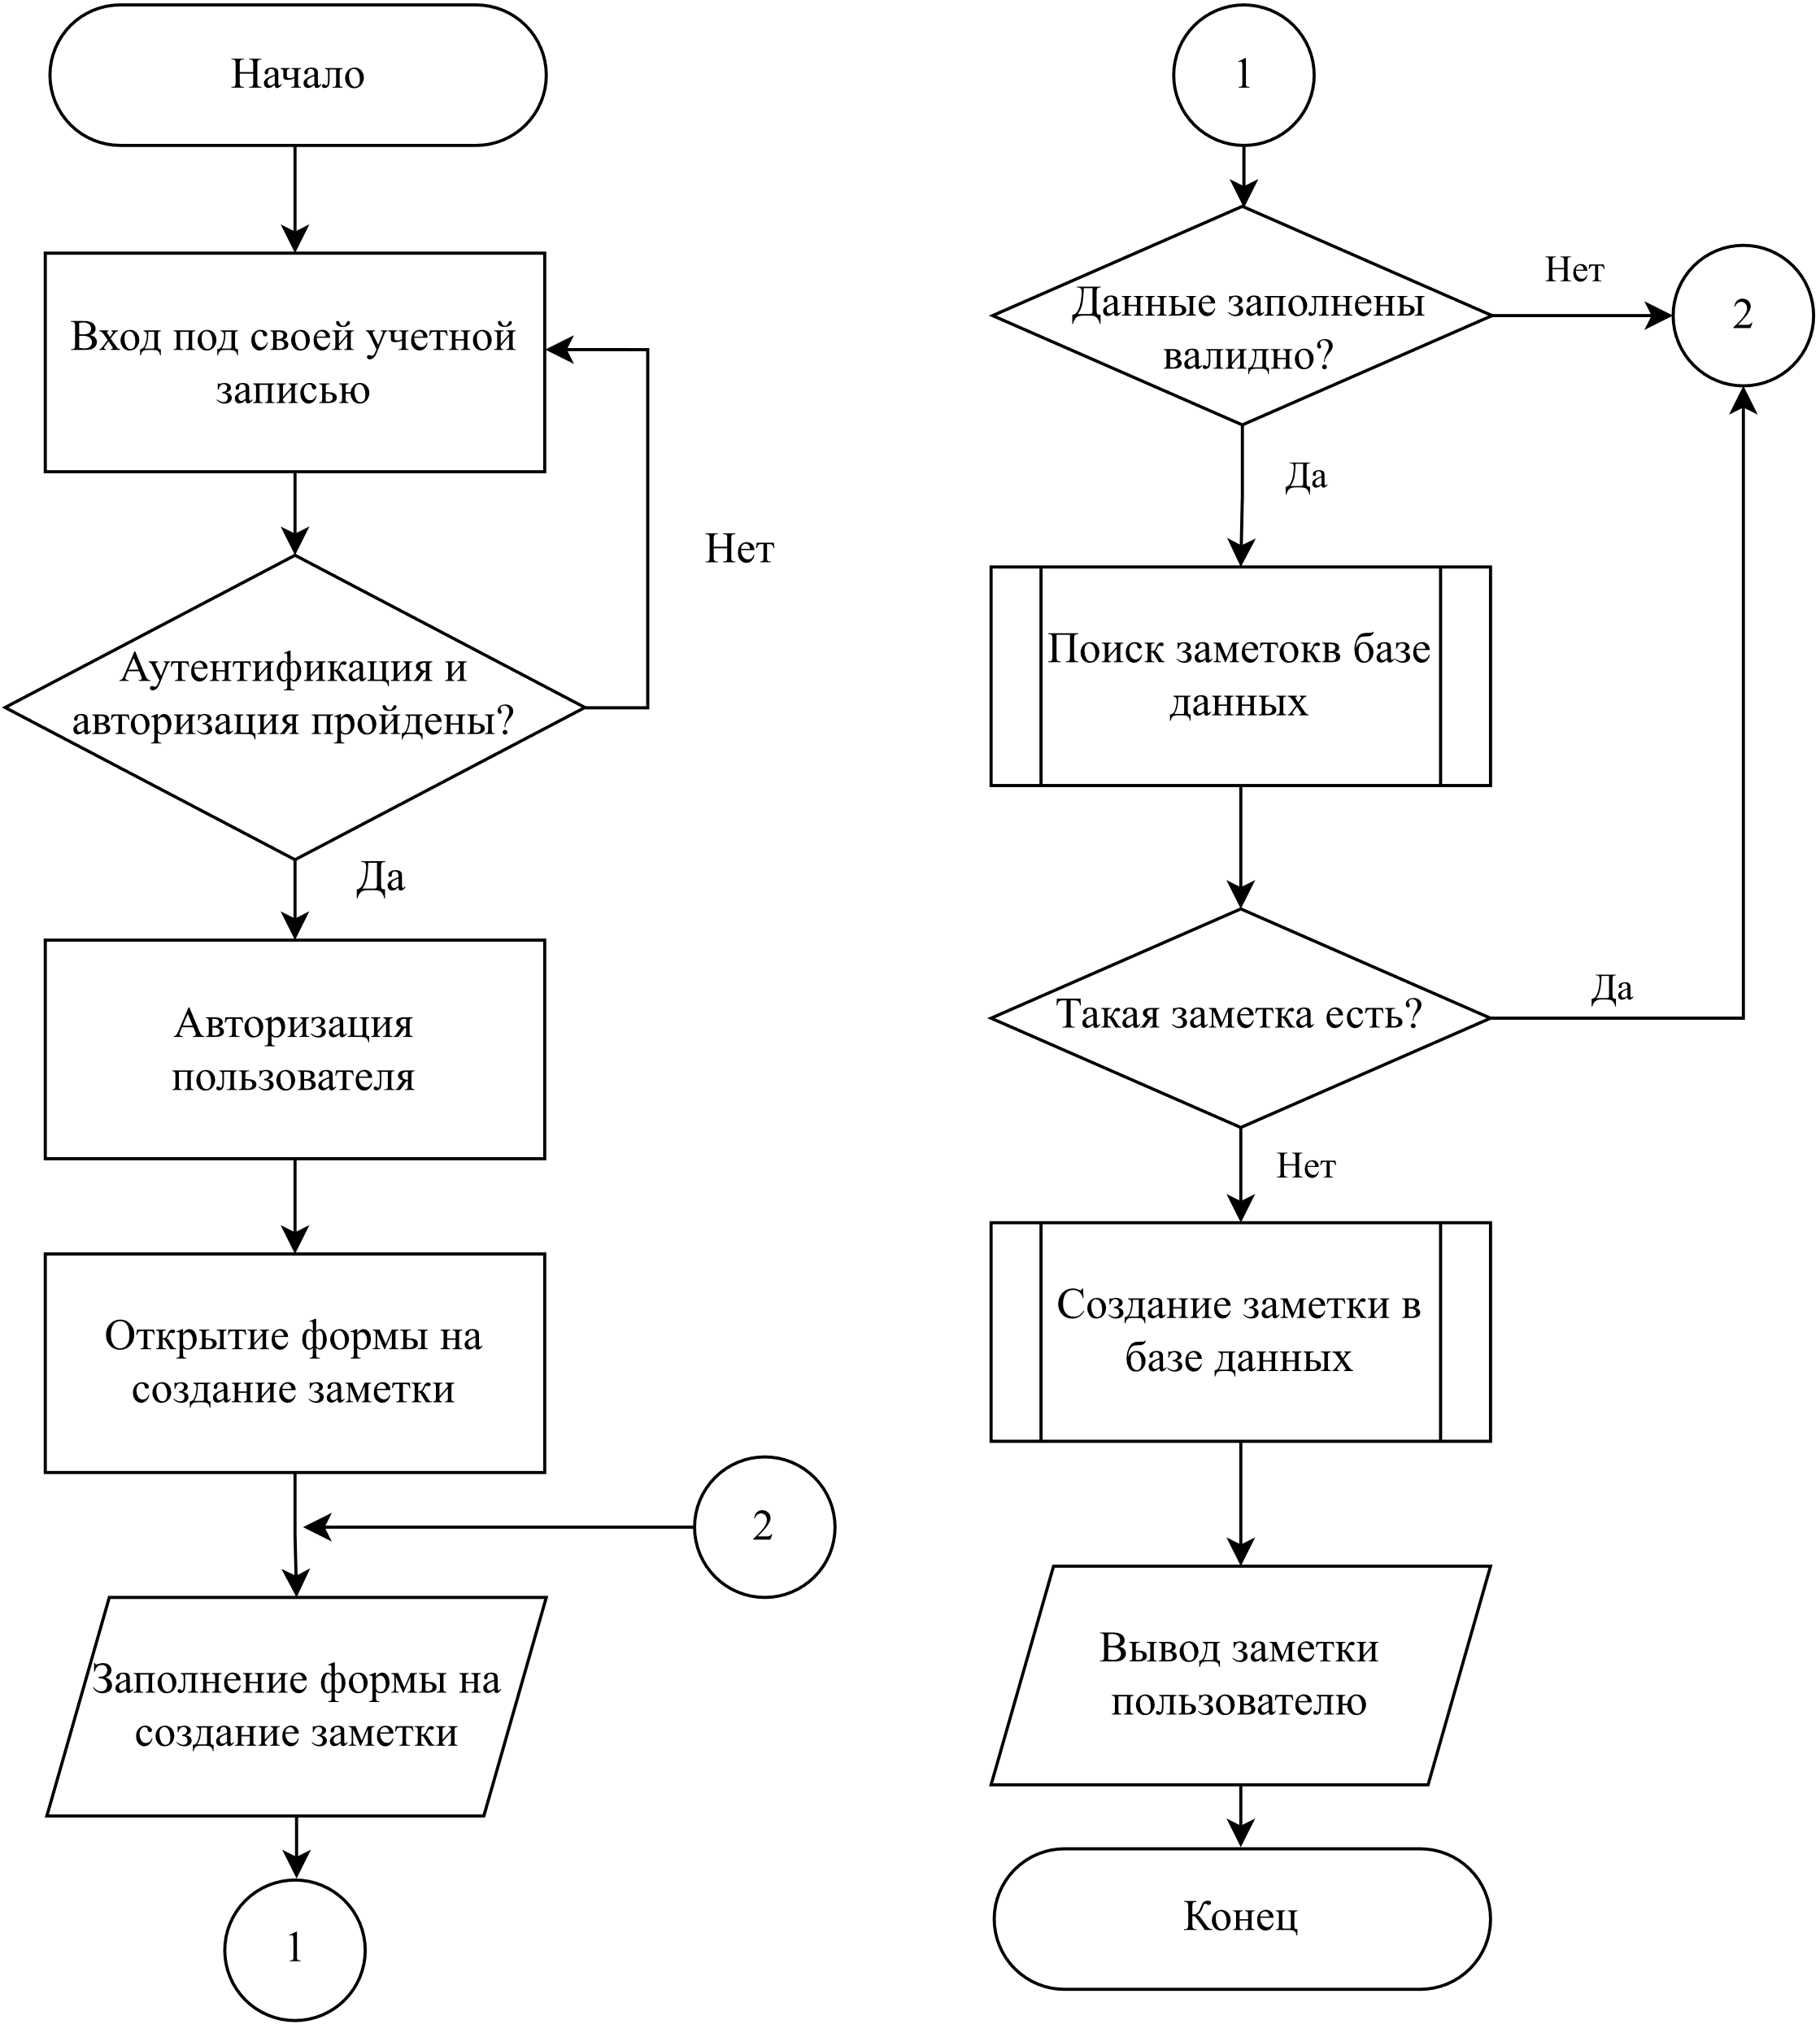 Начало
Вход под своей учетной
записью
Нет
Аутентификация и
авторизация пройдены?
Да
Авторизация
пользователя
Открытие формы на
создание заметки
2
Заполнение формы на
создание заметки
1
1
Данные заполнены
валидно?
Нет
2
Да
Поиск заметокв базе
данных
Такая заметка есть?
Да
Нет
Создание заметки в
базе данных
Вывод заметки
пользователю
Конец